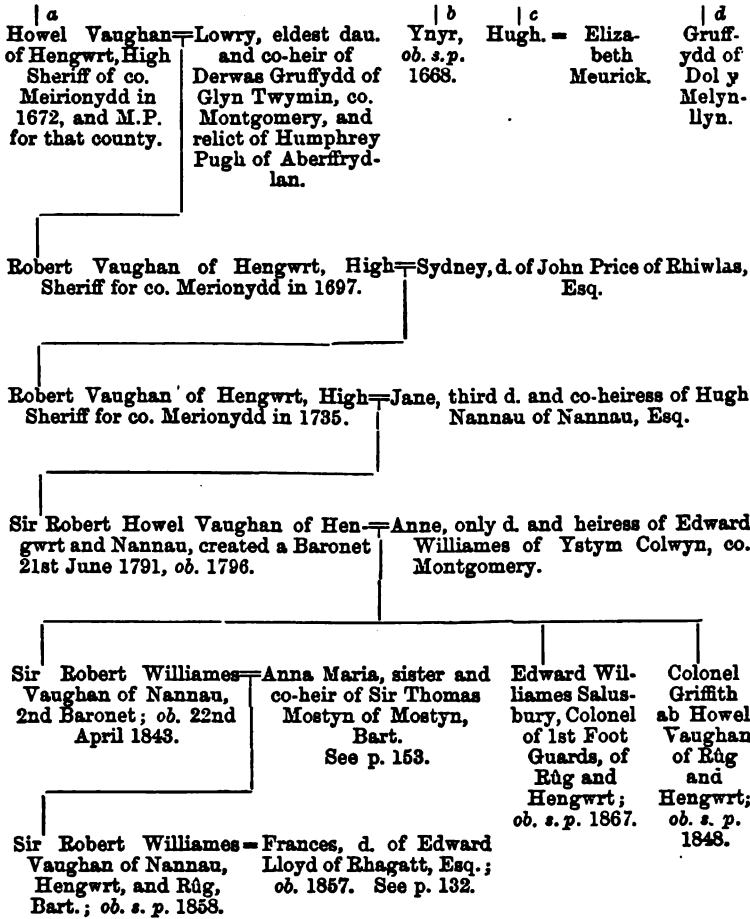 a
Howel Vaughan=Lowry, eldest dau.
of Hengwrt, High
Sheriff of co.
Meirionydd in
1672, and M.P.
for that county.
and co-heir of
Derwas Gruffydd of
Glyn Twymin, co.
Montgomery, and
relict of Humphrey
Pugh of Aberffryd-
lan.
b
Ynyr,
ob. s.p.
1668.
c
Hugh. = Eliza-
beth
Meurick.
d
Gruff-
ydd of
Dol y
Melyn-
llyn.
Robert Vaughan of Hengwrt, High=Sydney, d. of John Price of Rhiwlas,
Sheriff for co. Merionydd in 1697.
Esq.
Robert Vaughan of Hengwrt, High=Jane, third d. and co-heiress of Hugh
Sheriff for co. Merionydd in 1735.
Nannau of Nannau, Esq.
Sir Robert Howel Vaughan of Hen-=Anne, only d. and heiress of Edward
gwrt and Nannau, created a Baronet
21st June 1791, ob. 1796.
Williames of Ystym Colwyn, co.
Montgomery.
Sir Robert Williames=Anna Maria, sister and
Vaughan of Nannau,
2nd Baronet; ob. 22nd
April 1843.
co-heir of Sir Thomas
Mostyn of Mostyn,
Bart.
See p. 153.
Edward Wil-
liames Salus-
bury, Colonel
of 1st Foot
Guards, of
Rûg and
Hengwrt;
ob. s. p. 1867.
Colonel
Griffith
ab Howel
Vaughan
of Rûg
and
Hengwrt;
ob. s. p.
1848.
Sir Robert Williames=Frances, d. of Edward
Vaughan of Nannau,
Hengwrt, and Rûg,
Bart.; ob. s. p. 1858.
Lloyd of Rhagatt, Esq.;
ob. 1857. See p. 132.